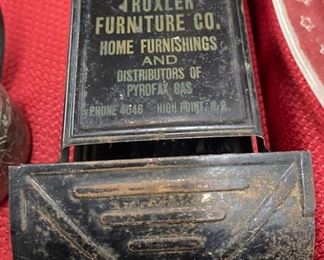 TRUXLER
FURNITURE CO.
HOME FURNISHINGS
AND
DISTRIBUTORS OF
PYROFAX GAS
PHONE 4646 HIGH POINT, N.C.